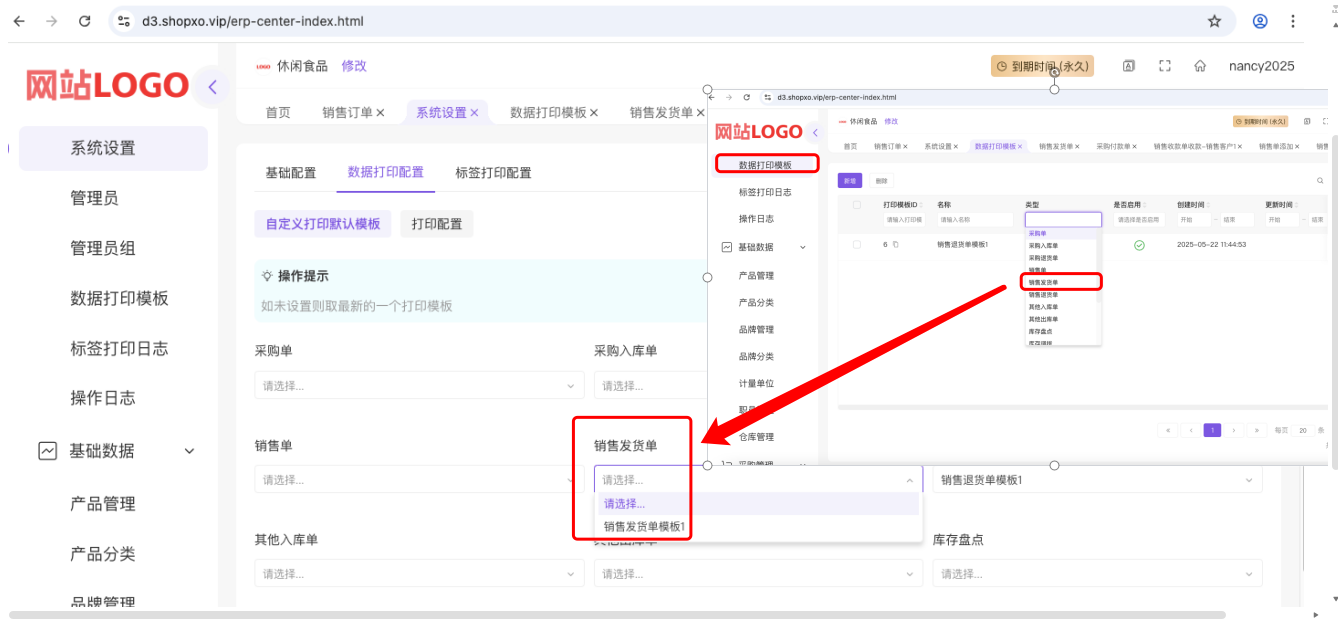 d3.shopxo.vip/erp-center-index.html
网站LOGO
LOGO 休闲食品 修改
到期时间 (永久)
nancy2025
首页 销售订单 × 系统设置 × 数据打印模板 × 销售发货单 ×
系统设置
管理员
管理员组
数据打印模板
标签打印日志
操作日志
基础数据
产品管理
产品分类
品牌管理
基础配置 数据打印配置 标签打印配置
自定义打印默认模板 打印配置
操作提示
如未设置则取最新的一个打印模板
采购单
请选择...
采购入库单
请选择...
销售单
请选择...
销售发货单
请选择...
请选择...
销售发货单模板1
销售退货单模板1
其他入库单
请选择...
其他出库单
请选择...
库存盘点
请选择...
d3.shopxo.vip/erp-center-index.html
网站LOGO
休闲食品 修改
到期时间 (永久)
首页 销售订单 × 系统设置 × 数据打印模板 × 销售发货单 × 采购付款单 × 销售收款单收款-销售客户1 × 销售单添加 × 销售
数据打印模板
标签打印日志
操作日志
基础数据
产品管理
产品分类
品牌管理
品牌分类
计量单位
仓库管理
采购管理
新增 删除
打印模板ID 名称 类型 是否启用 创建时间 更新时间
请输入打印模 请输入名称 请选择是否启用 开始 - 结束 开始 - 结束
6 销售退货单模板1 2025-05-22 11:44:53
采购单
采购入库单
采购退货单
销售单
销售发货单
销售退货单
其他入库单
其他出库单
库存盘点
库存调拨
« ‹ 1 › » 每页 20 条